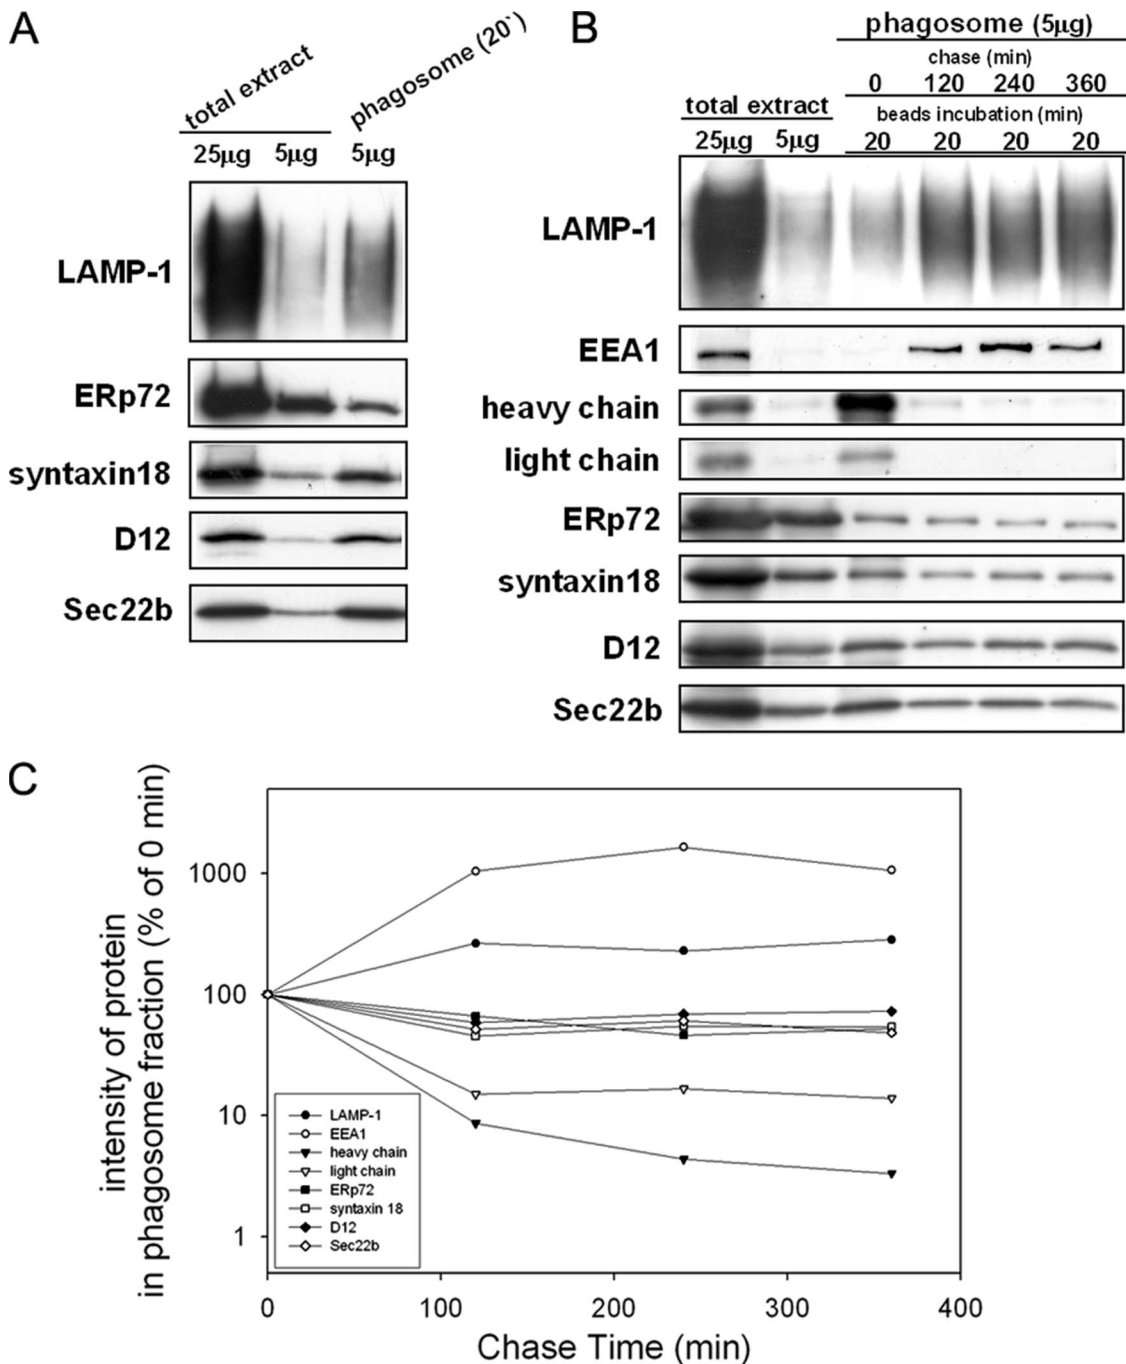 A
total extract
phagosome (20`)
25μg 5μg 5μg
LAMP-1
ERp72
syntaxin18
D12
Sec22b
B
phagosome (5μg)
chase (min)
0 120 240 360
total extract
beads incubation (min)
25μg 5μg 20 20 20 20
LAMP-1
EEA1
heavy chain
light chain
ERp72
syntaxin18
D12
Sec22b
C
intensity of protein
in phagosome fraction (% of 0 min)
1000
100
10
1
LAMP-1
EEA1
heavy chain
light chain
ERp72
syntaxin 18
D12
Sec22b
0 100 200 300 400
Chase Time (min)